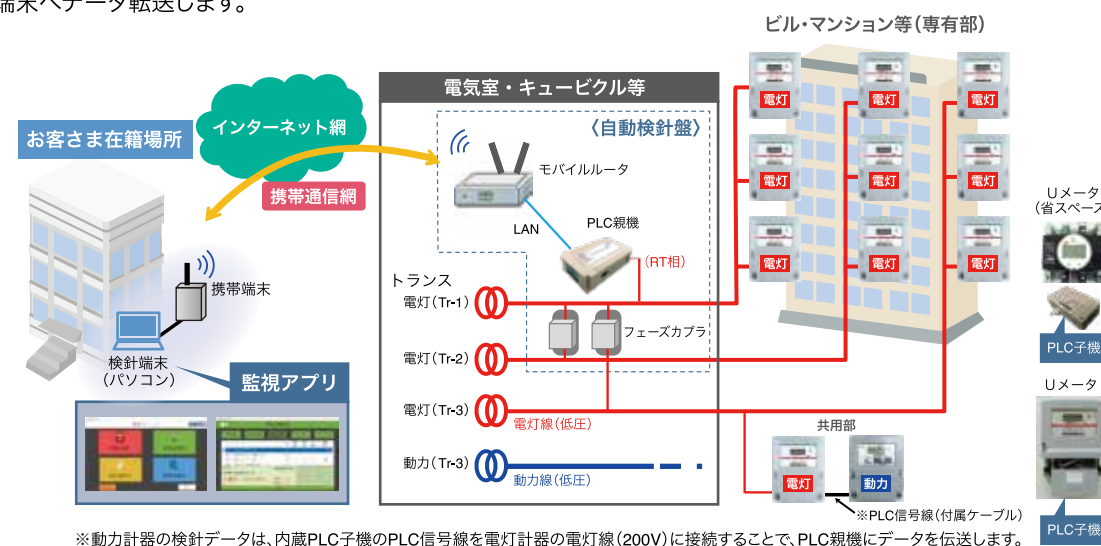 端末へデータ転送します。
ビル・マンション等（専有部）
電気室・キュービクル等
お客さま在籍場所
インターネット網
携帯通信網
〈自動検針盤〉
モバイルルータ
LAN
PLC親機
（RT相）
電灯
電灯
電灯
電灯
電灯
電灯
電灯
電灯
電灯
Uメータ
（省スペース
PLC子機
携帯端末
検針端末
（パソコン）
監視アプリ
トランス
電灯（Tr-1）
フェーズカプラ
電灯（Tr-2）
電灯（Tr-3）
電灯線（低圧）
動力（Tr-3）
動力線（低圧）
共用部
電灯
動力
※PLC信号線（付属ケーブル）
Uメータ
PLC子機
※動力計器の検針データは、内蔵PLC子機のPLC信号線を電灯計器の電灯線（200V）に接続することで、PLC親機にデータを伝送します。